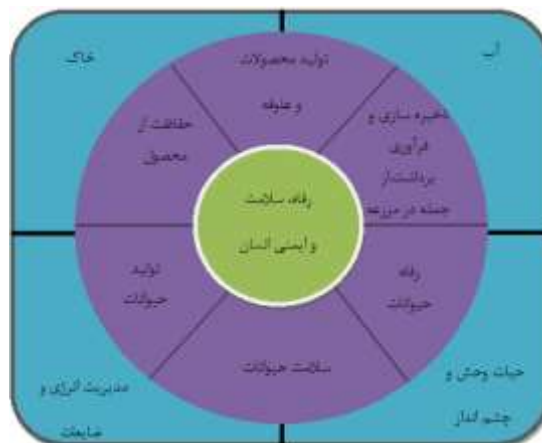 آب
خاک
تولید محصولات
و علوفه
ذخیره سازی و
فرآوری
برداشت/ز
جمله در مزرعه
حفاظت از
محصول
رفاه، سلامت
و ایمنی انسان
رفاه
حیوانات
تولید
حیوانات
سلامت حیوانات
حیات وحش و
چشم انداز
مدیریت انرژی و
ضایعات